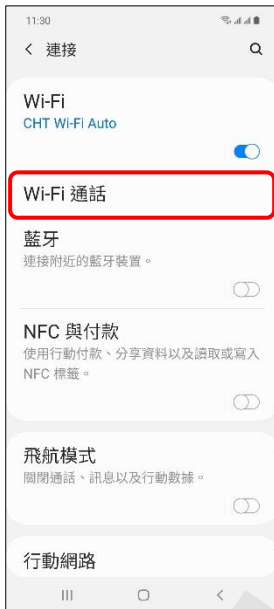 11:30
連接
Wi-Fi
CHT Wi-Fi Auto
Wi-Fi 通話
藍牙
連接附近的藍牙裝置。
NFC 與付款
使用行動付款、分享資料以及讀取或寫入
NFC 標籤。
飛航模式
關閉通話、訊息以及行動數據。
行動網路